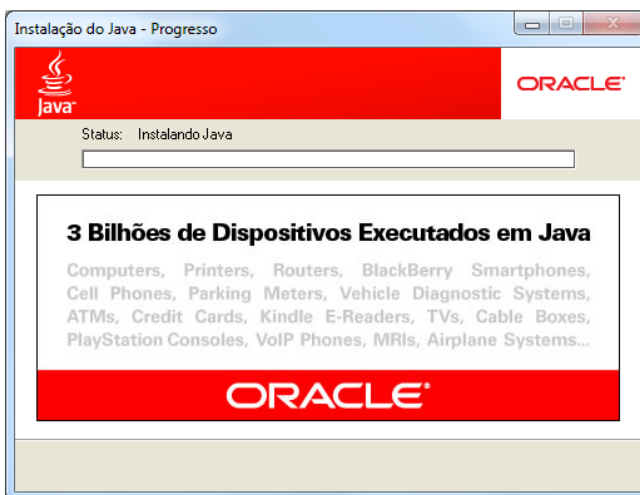 Instalação do Java - Progresso
Java™
ORACLE®
Status: Instalando Java
3 Bilhões de Dispositivos Executados em Java
Computers, Printers, Routers, BlackBerry Smartphones,
Cell Phones, Parking Meters, Vehicle Diagnostic Systems,
ATMs, Credit Cards, Kindle E-Readers, TVs, Cable Boxes,
PlayStation Consoles, VoIP Phones, MRIs, Airplane Systems...
ORACLE®